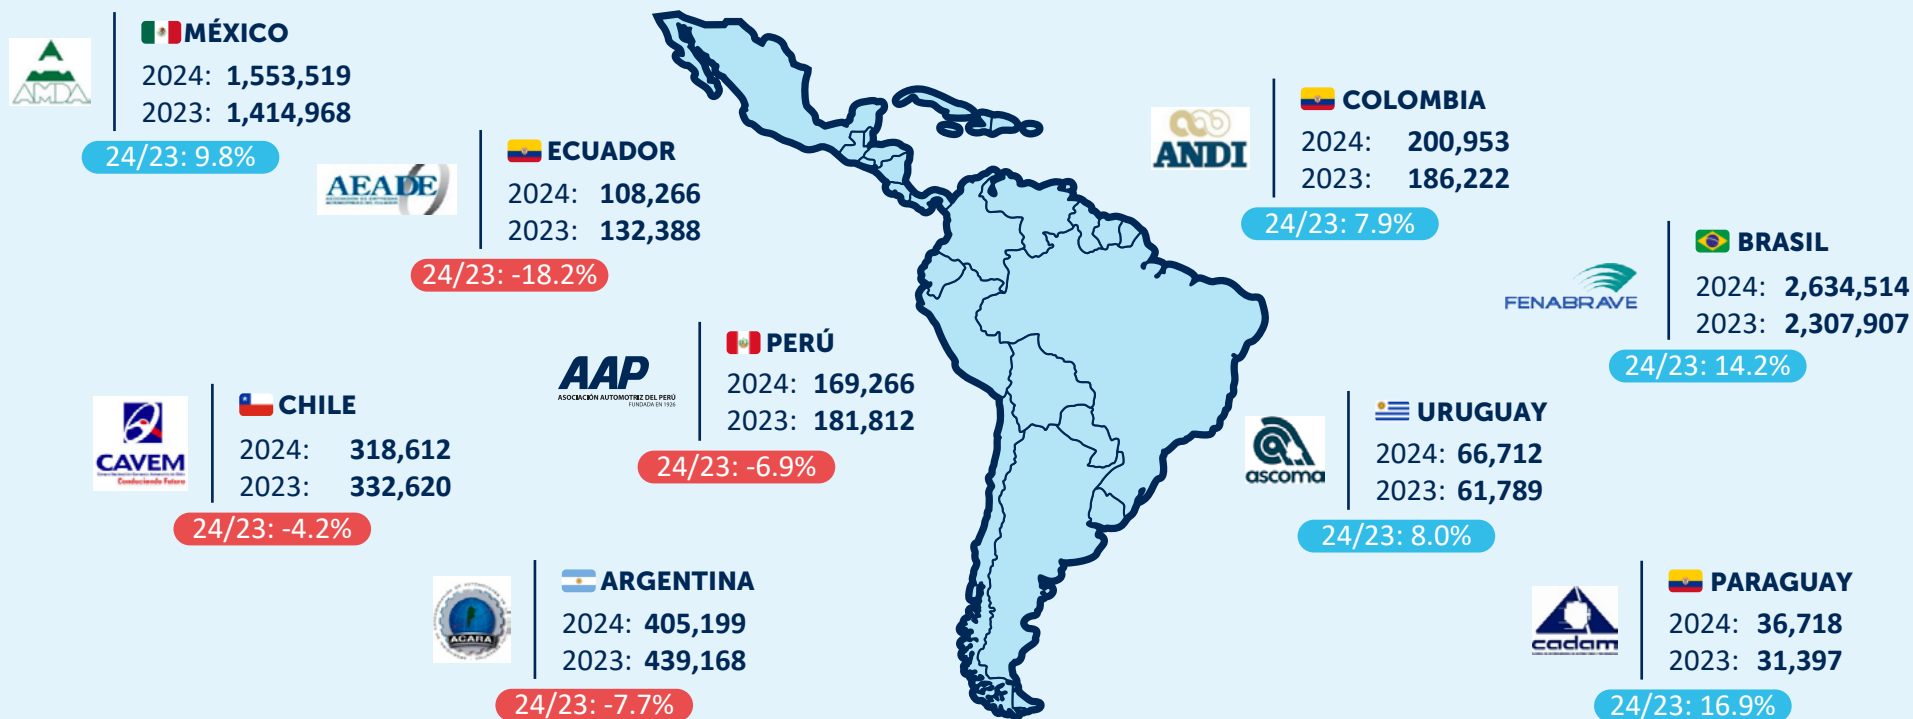 AMDA
MÉXICO
2024: 1,553,519
2023: 1,414,968
24/23: 9.8%
AEADE
ECUADOR
2024: 108,266
2023: 132,388
24/23: -18.2%
ANDI
COLOMBIA
2024: 200,953
2023: 186,222
24/23: 7.9%
FENABRAVE
BRASIL
2024: 2,634,514
2023: 2,307,907
24/23: 14.2%
AAP
ASOCIACIÓN AUTOMOTRIZ DEL PERÚ
FUNDADA EN 1926
PERÚ
2024: 169,266
2023: 181,812
24/23: -6.9%
CAVEM
Conduciendo Futuro
CHILE
2024: 318,612
2023: 332,620
24/23: -4.2%
ascoma
URUGUAY
2024: 66,712
2023: 61,789
24/23: 8.0%
ACARA
ARGENTINA
2024: 405,199
2023: 439,168
24/23: -7.7%
cadam
PARAGUAY
2024: 36,718
2023: 31,397
24/23: 16.9%